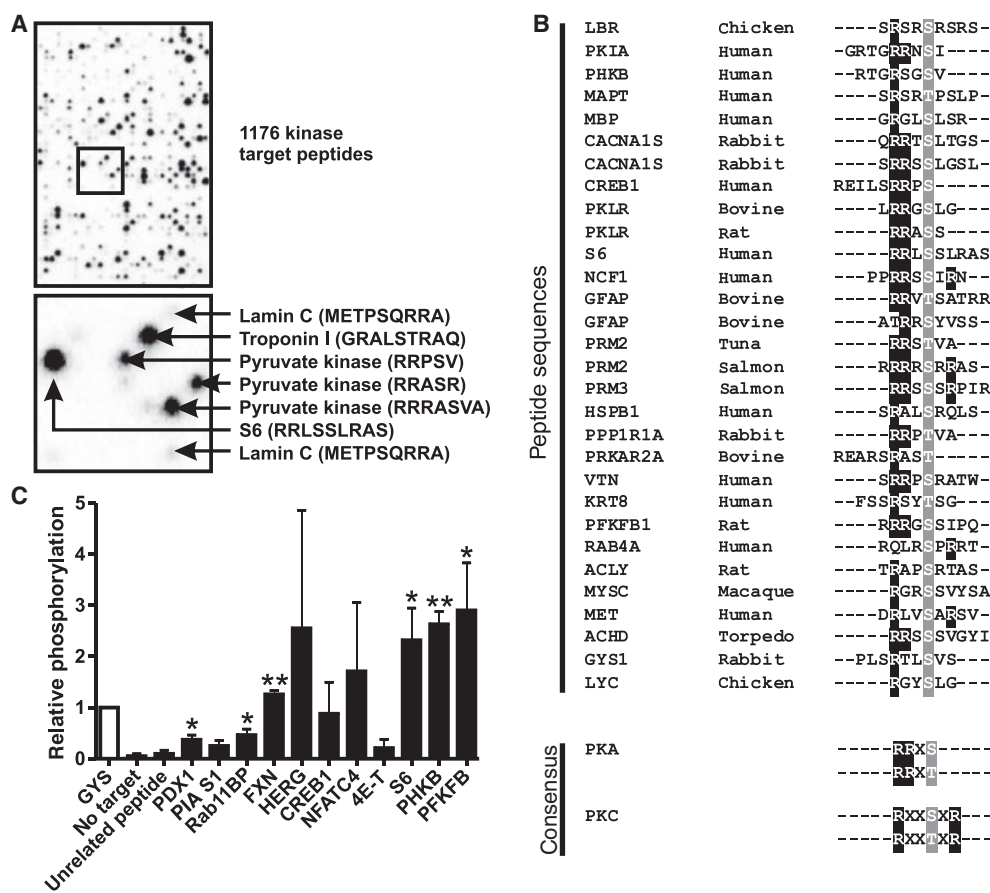 A
1176 kinase
target peptides
Lamin C (METPSQRRA)
Troponin I (GRALSTRAQ)
Pyruvate kinase (RRPSV)
Pyruvate kinase (RRASR)
Pyruvate kinase (RRRASVA)
S6 (RRLSSLRAS)
Lamin C (METPSQRRA)
B
Peptide sequences
LBR Chicken ----SRSRSRSRS-
PKIA Human -GRTGRRNSI----
PHKB Human --RTGRSGSV----
MAPT Human ----SRSRTPSLP-
MBP Human ----GRGLSLSR--
CACNA1S Rabbit ----QRRTSLTGS-
CACNA1S Rabbit ----SRRSSLGSL-
CREB1 Human REILSRRPS-----
PKLR Bovine ----LRRGSLG---
PKLR Rat -----RRASS----
S6 Human -----RRLSSLRAS
NCF1 Human ---PPRRSSIRN--
GFAP Bovine -----RRVTSATRR
GFAP Bovine ----ATRRSYVSS-
PRM2 Tuna -----RRSTVA---
PRM2 Salmon ----RRRRSRRAS-
PRM3 Salmon -----RRSSSRPIR
HSPB1 Human ----SRALSRQLS-
PPP1R1A Rabbit -----RRPTVA---
PRKAR2A Bovine REARSRAST-----
VTN Human ----SRRPSRATW-
KRT8 Human --FSSRSYTSG---
PFKFB1 Rat ----RRRGSSIPQ-
RAB4A Human ----RQLRSPRRT-
ACLY Rat ----TRAPSRTAS-
MYSC Macaque -----RGRSSVYSA
MET Human ----DRLVSARSV-
ACHD Torpedo -----RRSSSVGYI
GYS1 Rabbit --PLSRTLSVS---
LYC Chicken -----RGYSLG---
Consensus
PKA -----RRXS-----
-----RRXT-----
PKC -----RXXSXR---
-----RXXTXR---
C
Relative phosphorylation
5
4
3
2
1
0
*
*
**
*
**
*
GYS
No target
Unrelated peptide
PDX1
PIA S1
Rab11BP
FXN
HERG
CREB1
NFATC4
4E-T
S6
PHKB
PFKFB